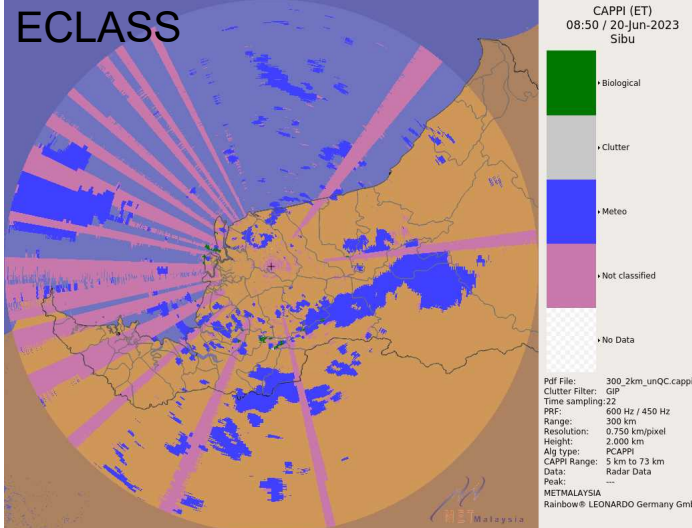 ECLASS
CAPPI (ET)
08:50 / 20-Jun-2023
Sibu
Biological
Clutter
Meteo
Not classified
No Data
Pdf File: 300_2km_unQC.cappi
Clutter Filter: GIP
Time sampling:22
PRF: 600 Hz / 450 Hz
Range: 300 km
Resolution: 0.750 km/pixel
Height: 2.000 km
Alg type: PCAPPI
CAPPI Range: 5 km to 73 km
Data: Radar Data
Peak: ---
METMALAYSIA
Rainbow® LEONARDO Germany Gmb
MET Malaysia